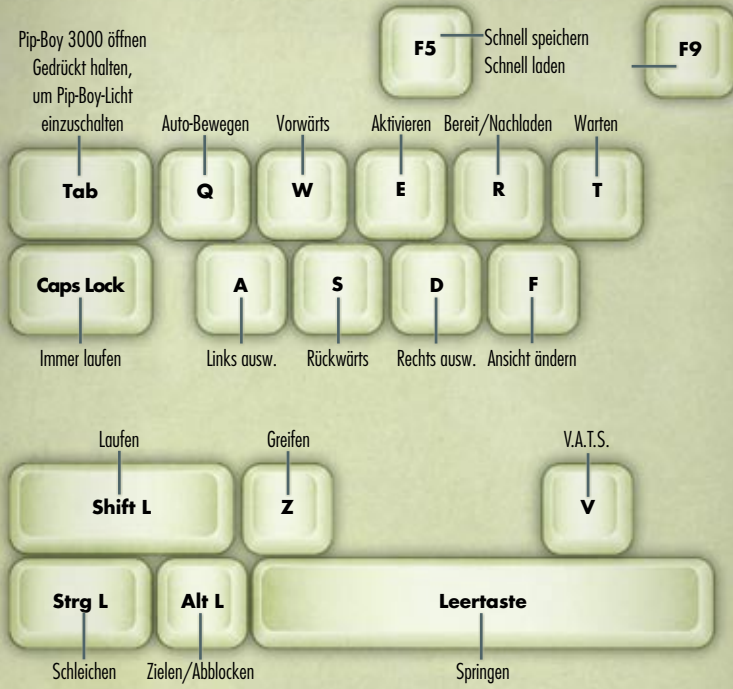 Pip-Boy 3000 öffnen
Gedrückt halten,
um Pip-Boy-Licht
einzuschalten
F5
Schnell speichern
Schnell laden
F9
Auto-Bewegen
Vorwärts
Aktivieren
Bereit/Nachladen
Warten
Tab
Q
W
E
R
T
Caps Lock
A
S
D
F
Immer laufen
Links ausw.
Rückwärts
Rechts ausw.
Ansicht ändern
Laufen
Greifen
V.A.T.S.
Shift L
Z
V
Strg L
Alt L
Leertaste
Schleichen
Zielen/Abblocken
Springen